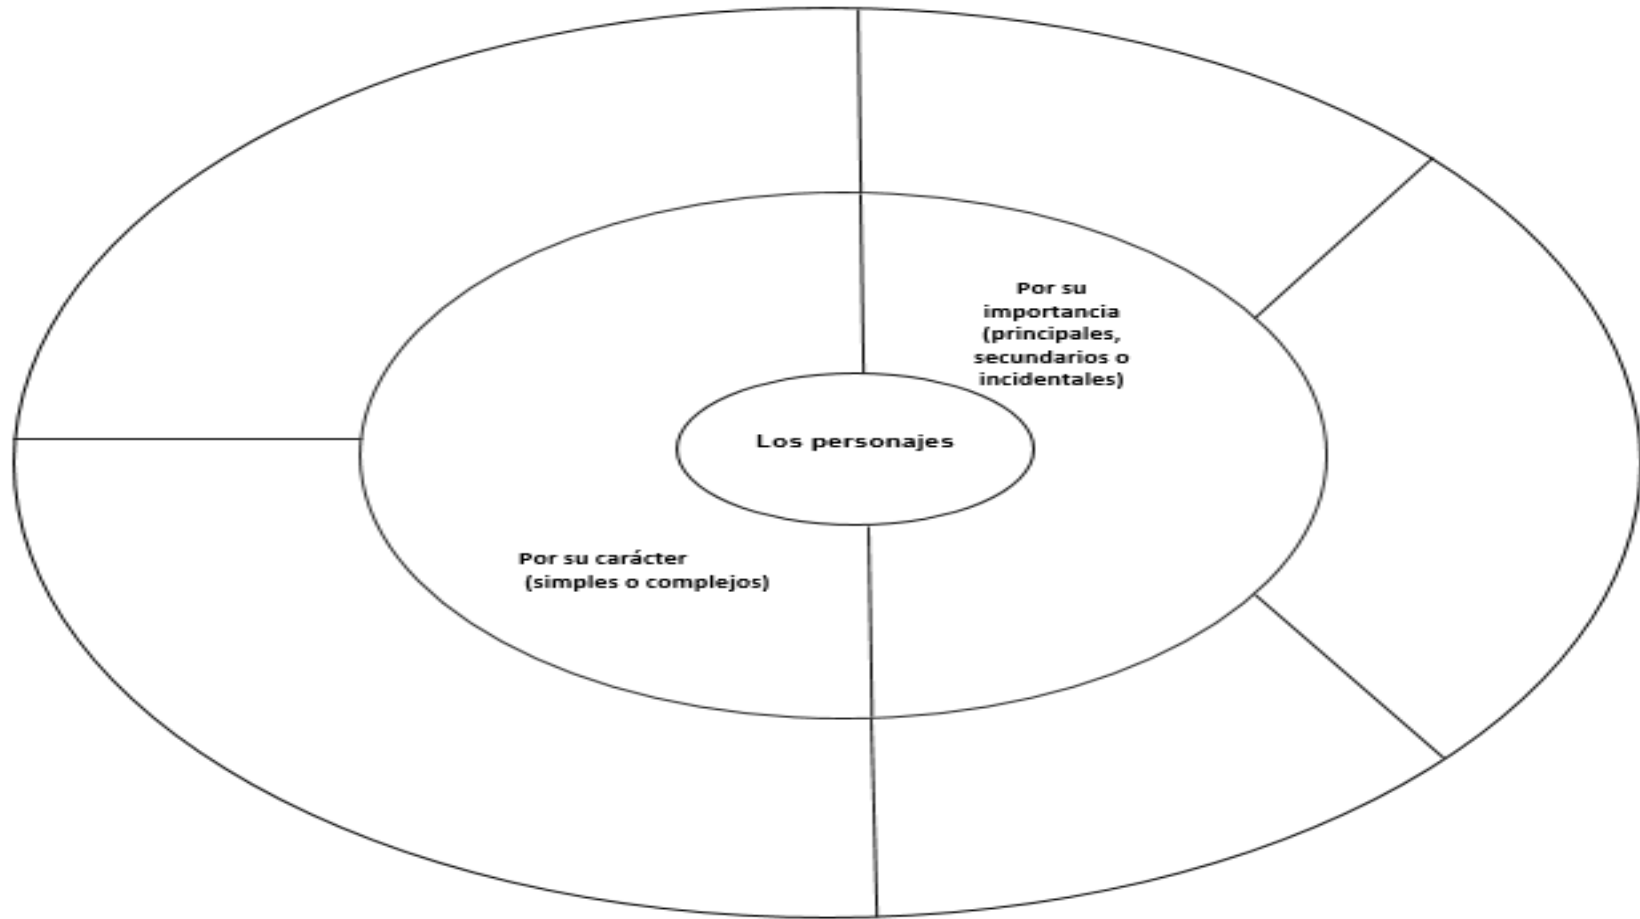 Por su
importancia
(principales,
secundarios o
incidentales)
Los personajes
Por su carácter
(simples o complejos)